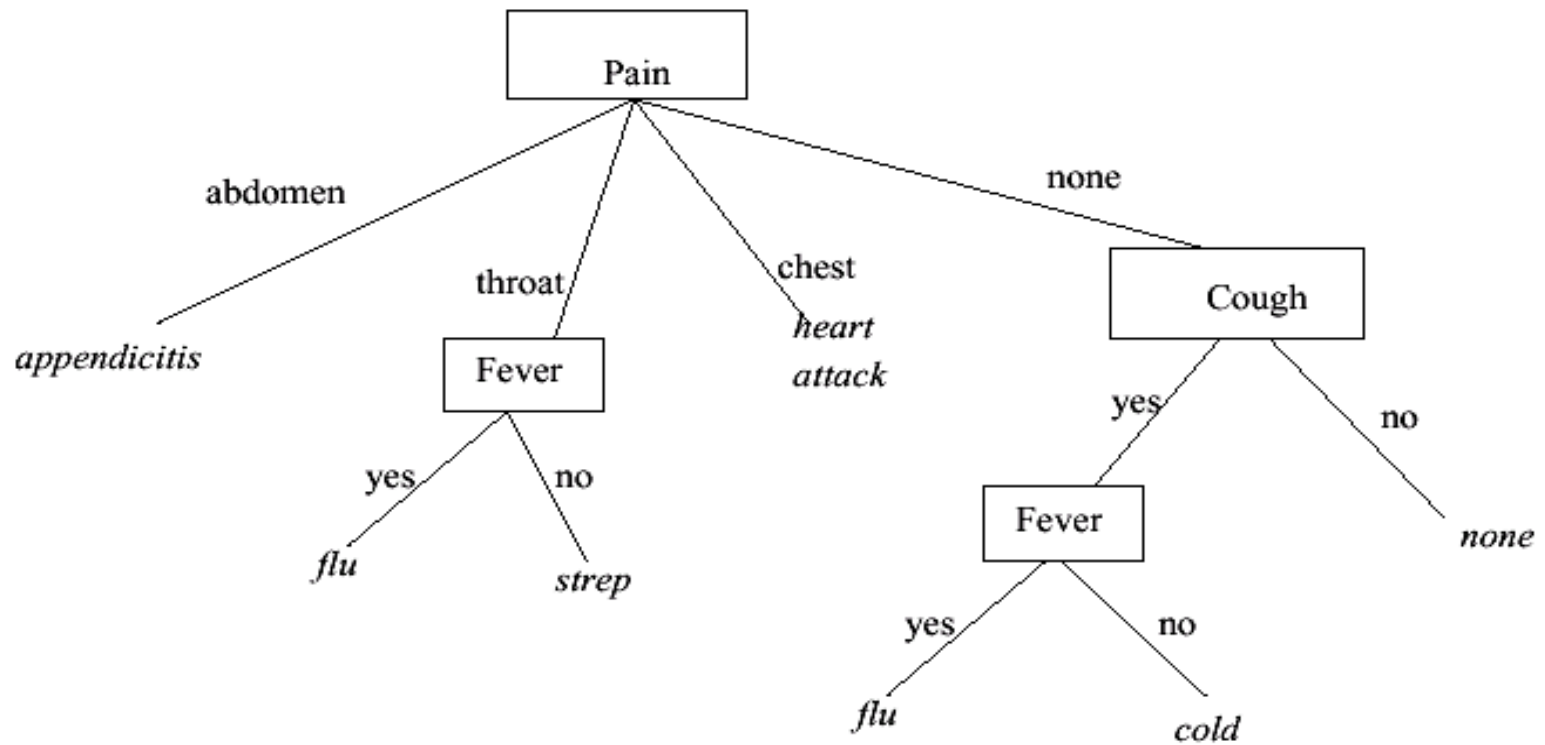 Pain
abdomen
none
throat
chest
Cough
appendicitis
Fever
heart
attack
yes
no
yes
no
Fever
none
flu
strep
yes
no
flu
cold